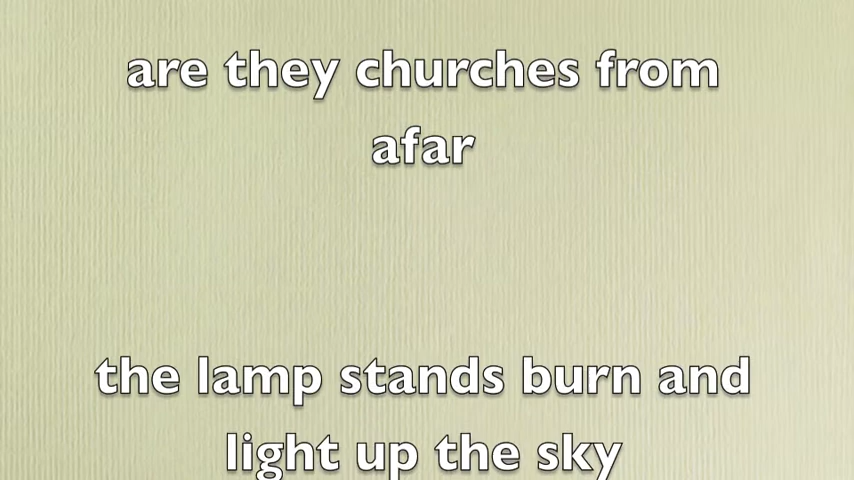 are they churches from
afar
the lamp stands burn and
light up the sky